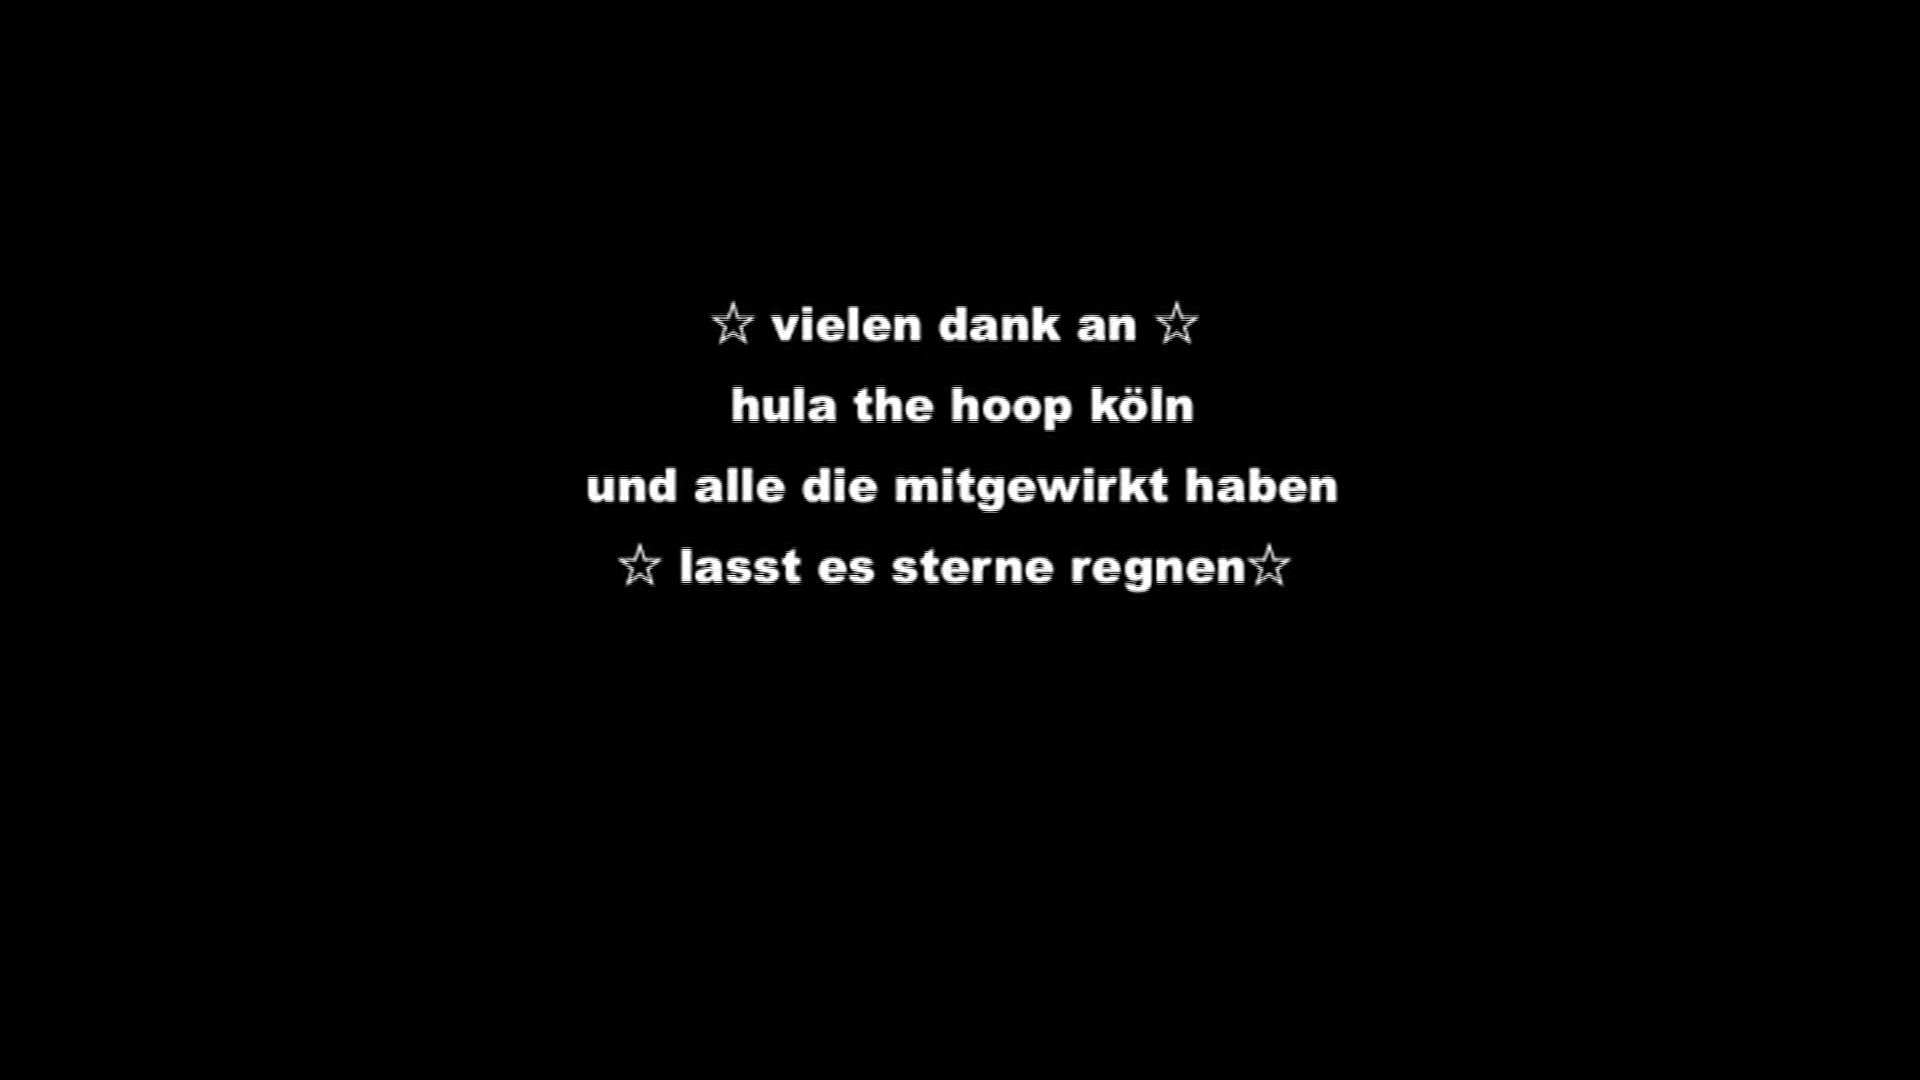 ☆ vielen dank an ☆
hula the hoop köln
und alle die mitgewirkt haben
☆ lasst es sterne regnen☆